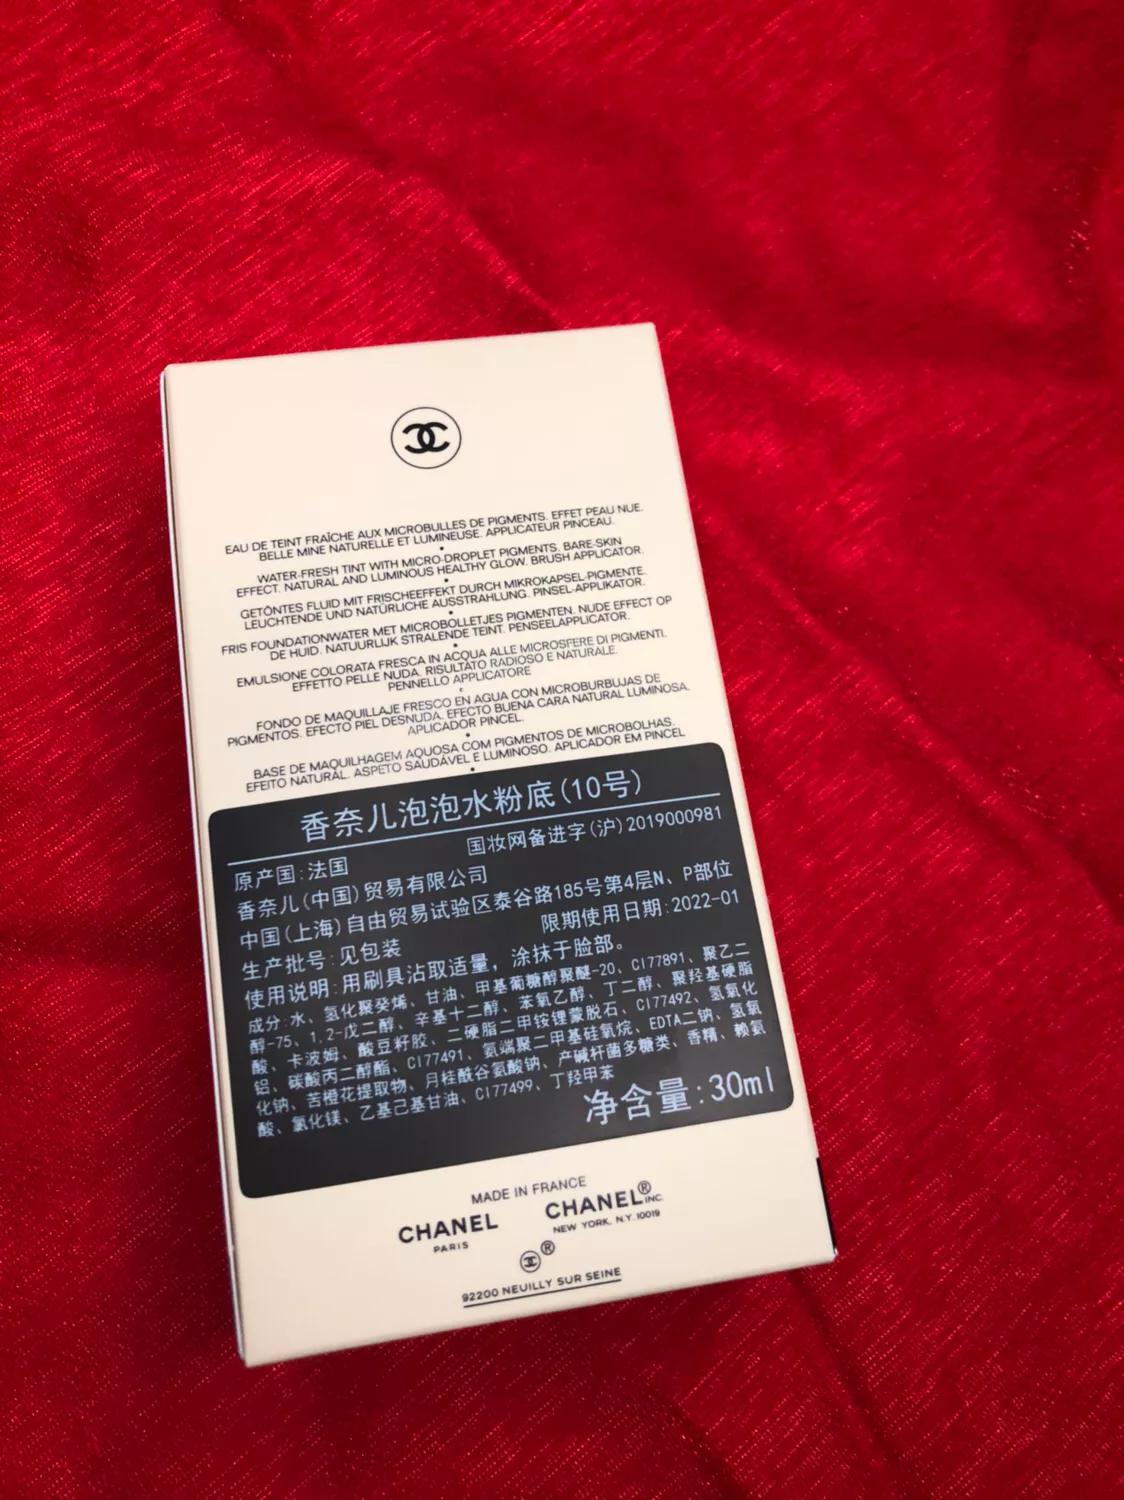 EAU DE TEINT FRAÎCHE AUX MICROBULLES DE PIGMENTS. EFFET PEAU NUE.
BELLE MINE NATURELLE ET LUMINEUSE. APPLICATEUR PINCEAU.
WATER-FRESH TINT WITH MICRO-DROPLET PIGMENTS. BARE-SKIN
EFFECT. NATURAL AND LUMINOUS HEALTHY GLOW. BRUSH APPLICATOR.
GETÖNTES FLUID MIT FRISCHEEFFEKT DURCH MIKROKAPSEL-PIGMENTE.
LEUCHTENDE UND NATÜRLICHE AUSSTRAHLUNG. PINSEL-APPLIKATOR.
FRIS FOUNDATIONWATER MET MICROBOLLETJES PIGMENTEN. NUDE EFFECT OP
DE HUID. NATUURLIJK STRALENDE TEINT. PENSEELAPPLICATOR.
EMULSIONE COLORATA FRESCA IN ACQUA ALLE MICROSFERE DI PIGMENTI.
EFFETTO PELLE NUDA. RISULTATO RADIOSO E NATURALE.
PENNELLO APPLICATORE
FONDO DE MAQUILLAJE FRESCO EN AGUA CON MICROBURBUJAS DE
PIGMENTOS. EFECTO PIEL DESNUDA. EFECTO BUENA CARA NATURAL LUMINOSA.
APLICADOR PINCEL.
BASE DE MAQUILHAGEM AQUOSA COM PIGMENTOS DE MICROBOLHAS.
EFEITO NATURAL. ASPETO SAUDÁVEL E LUMINOSO. APLICADOR EM PINCEL
香奈儿泡泡水粉底(10号)
国妆网备进字(沪)2019000981
原产国:法国
香奈儿(中国)贸易有限公司
中国(上海)自由贸易试验区泰谷路185号第4层N、P部位
生产批号:见包装 限期使用日期:2022-01
使用说明:用刷具沾取适量，涂抹于脸部。
成分:水、氢化聚癸烯、甘油、甲基葡糖醇聚醚-20、CI77891、聚乙二
醇-75、1,2-戊二醇、辛基十二醇、苯氧乙醇、丁二醇、聚羟基硬脂
酸、卡波姆、酸豆籽胶、二硬脂二甲铵锂蒙脱石、CI77492、氢氧化
铝、碳酸丙二醇酯、CI77491、氨端聚二甲基硅氧烷、EDTA二钠、氢氧
化钠、苦橙花提取物、月桂酰谷氨酸钠、产碱杆菌多糖类、香精、赖氨
酸、氯化镁、乙基己基甘油、CI77499、丁羟甲苯
净含量:30ml
MADE IN FRANCE
CHANEL CHANEL® INC.
PARIS NEW YORK, N.Y. 10019
®
92200 NEUILLY SUR SEINE